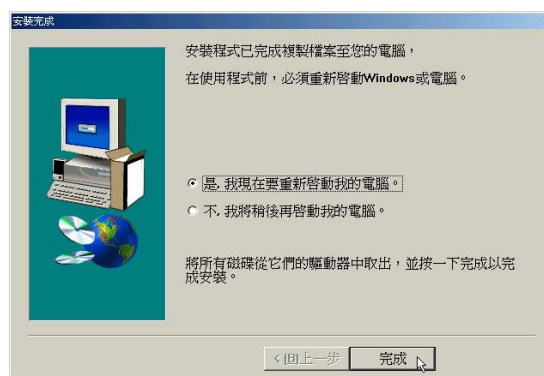 安裝完成
安裝程式已完成複製檔案至您的電腦，
在使用程式前，必須重新啓動Windows或電腦。
是, 我現在要重新啓動我的電腦。
不, 我將稍後再啓動我的電腦。
將所有磁碟從它們的驅動器中取出，並按一下完成以完
成安裝。
< (B)上一步
完成